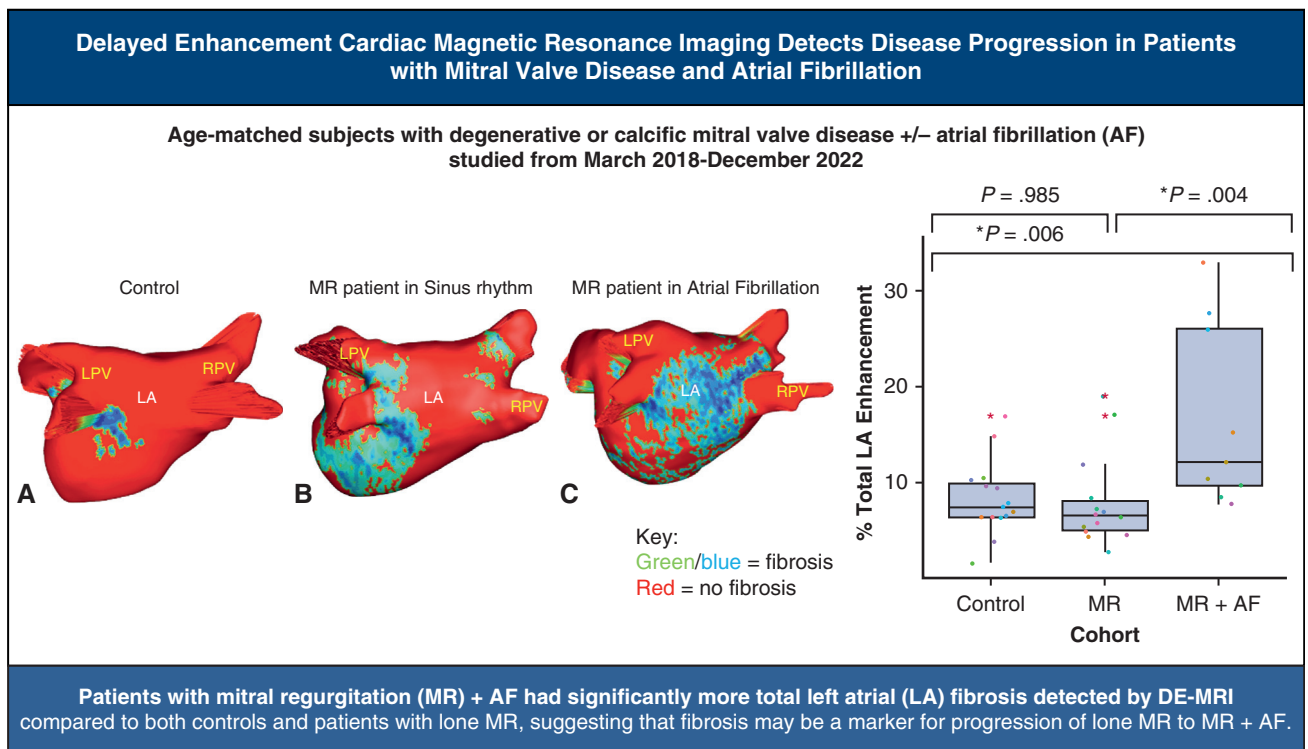 Delayed Enhancement Cardiac Magnetic Resonance Imaging Detects Disease Progression in Patients
with Mitral Valve Disease and Atrial Fibrillation
Age-matched subjects with degenerative or calcific mitral valve disease +/– atrial fibrillation (AF)
studied from March 2018-December 2022
Control
LPV
RPV
LA
A
MR patient in Sinus rhythm
LPV
LA
RPV
B
MR patient in Atrial Fibrillation
LPV
LA
RPV
C
Key:
Green/blue = fibrosis
Red = no fibrosis
P = .985
*P = .004
*P = .006
% Total LA Enhancement
30
20
10
*
*
*
Control
MR
MR + AF
Cohort
Patients with mitral regurgitation (MR) + AF had significantly more total left atrial (LA) fibrosis detected by DE-MRI
compared to both controls and patients with lone MR, suggesting that fibrosis may be a marker for progression of lone MR to MR + AF.